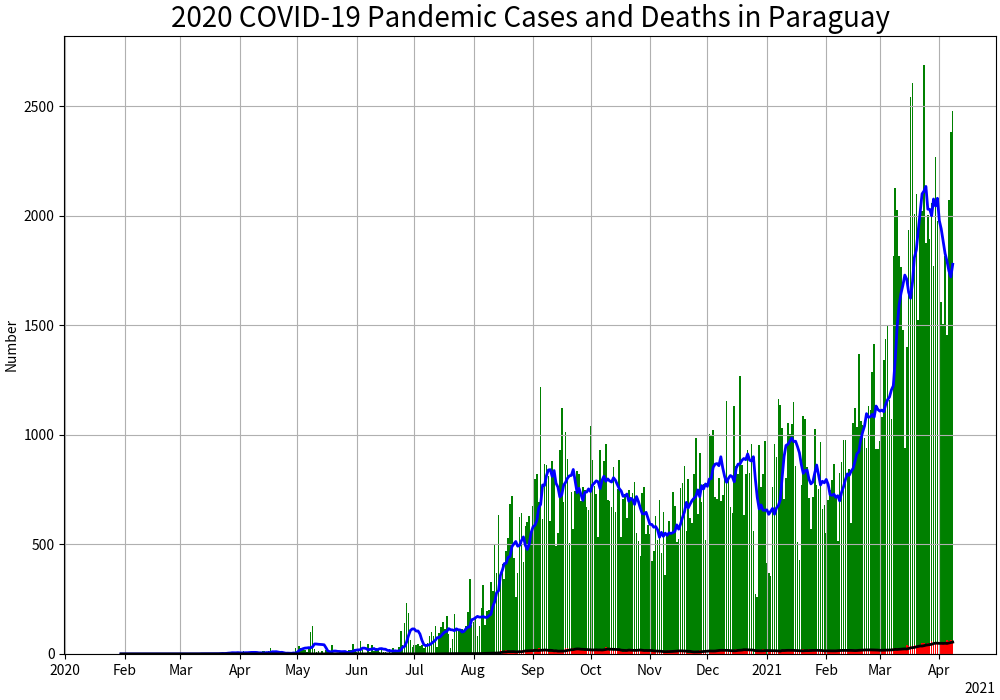 2020 COVID-19 Pandemic Cases and Deaths in Paraguay
Number
2500
2000
1500
1000
500
0
2020 Feb Mar Apr May Jun Jul Aug Sep Oct Nov Dec 2021 Feb Mar Apr
2021